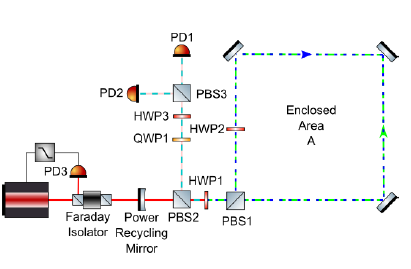 PD1
PD2
PBS3
HWP3
HWP2
QWP1
Enclosed
Area
A
PD3
HWP1
Faraday
Isolator
Power
Recycling
Mirror
PBS2
PBS1